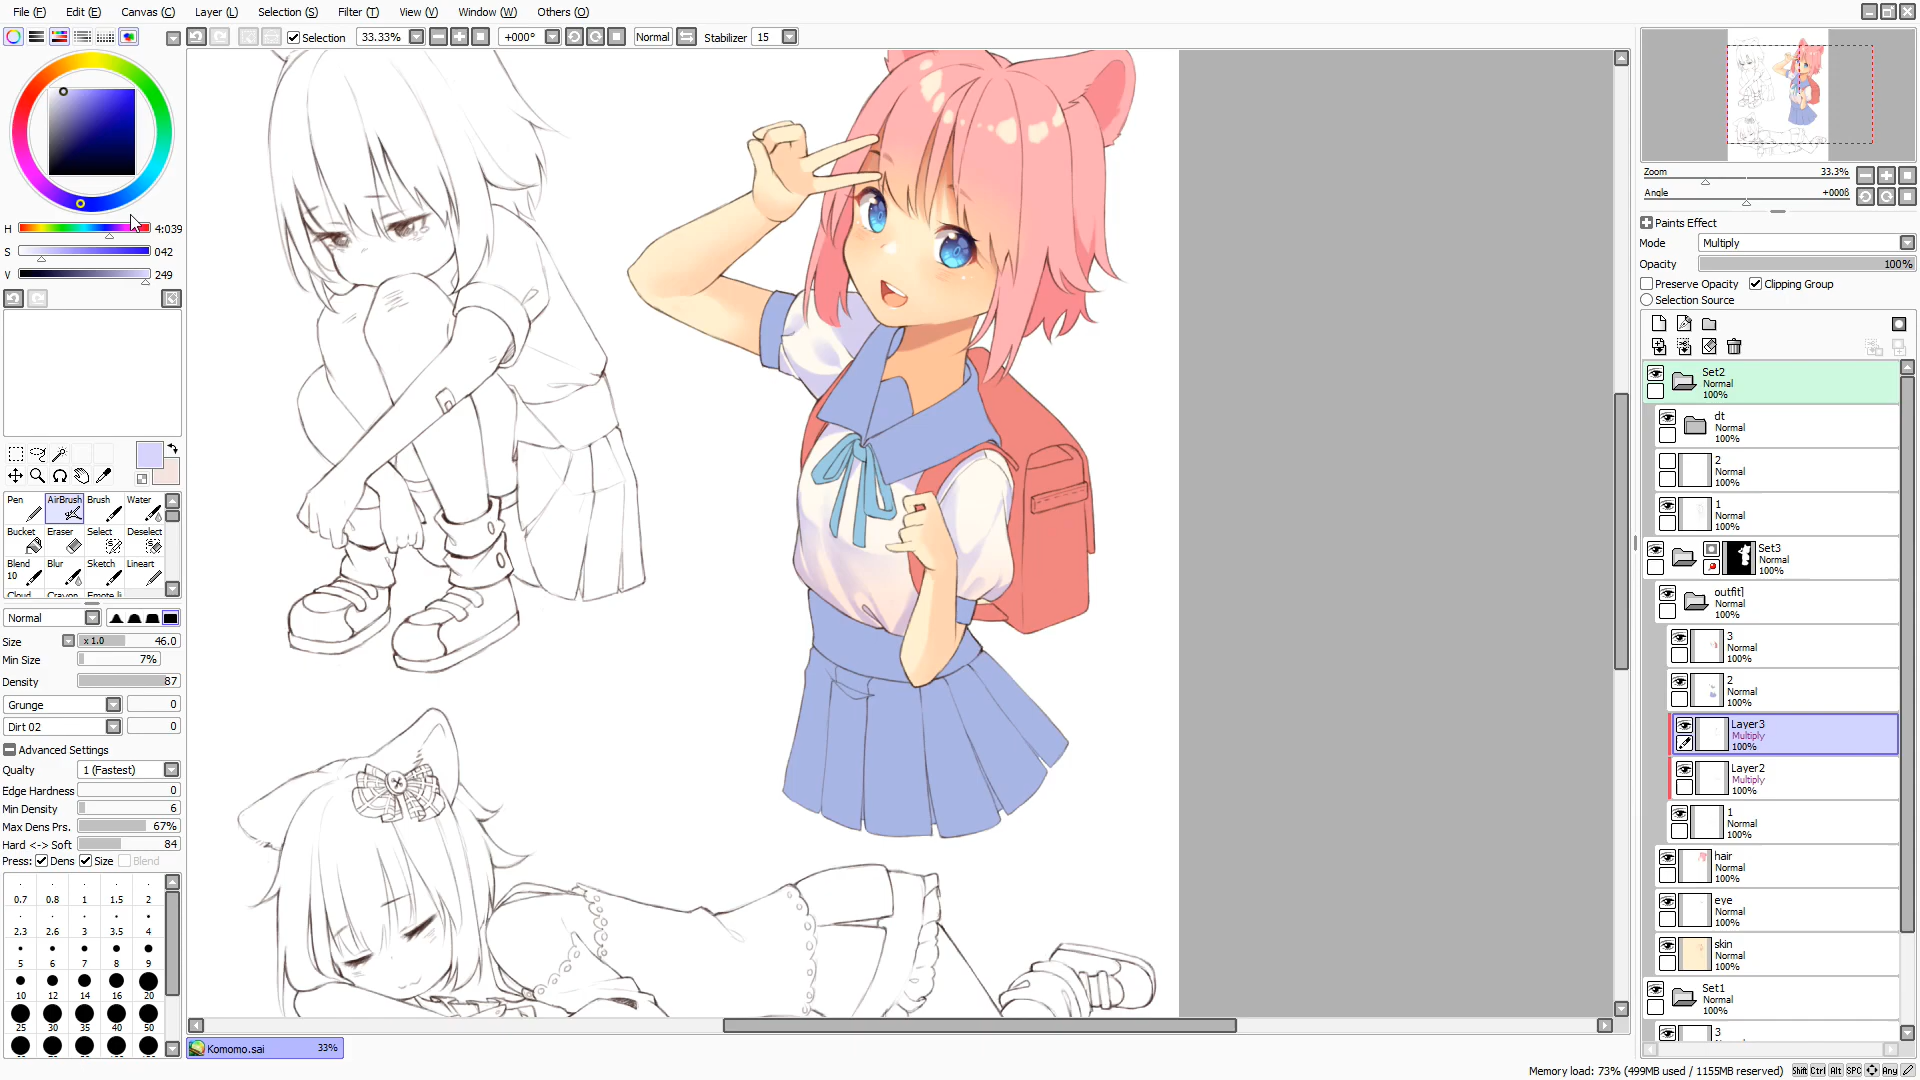 File (F) Edit (E) Canvas (C) Layer (L) Selection (S) Filter (T) View (V) Window (W) Others (O)
Selection 33.33% +000° Normal Stabilizer 15
H 4:039
S 042
V 249
Pen AirBrush Brush Water
Bucket Eraser Select Deselect
Blend Blur Sketch Lineart
10
Cloud Crayon Emote li
Normal
Size x 1.0 46.0
Min Size 7%
Density 87
Grunge 0
Dirt 02 0
Advanced Settings
Qualty 1 (Fastest)
Edge Hardness 0
Min Density 6
Max Dens Prs. 67%
Hard <-> Soft 84
Press: Dens Size Blend
0.7 0.8 1 1.5 2
2.3 2.6 3 3.5 4
5 6 7 8 9
10 12 14 16 20
25 30 35 40 50
Komomo.sai 33%
Zoom 33.3%
Angle +000ß
Paints Effect
Mode Multiply
Opacity 100%
Preserve Opacity Clipping Group
Selection Source
Set2
Normal
100%
dt
Normal
100%
2
Normal
100%
1
Normal
100%
Set3
Normal
100%
outfit]
Normal
100%
3
Normal
100%
2
Normal
100%
Layer3
Multiply
100%
Layer2
Multiply
100%
1
Normal
100%
hair
Normal
100%
eye
Normal
100%
skin
Normal
100%
Set1
Normal
100%
3
Memory load: 73% (499MB used / 1155MB reserved) Shift Ctrl Alt SPC Any